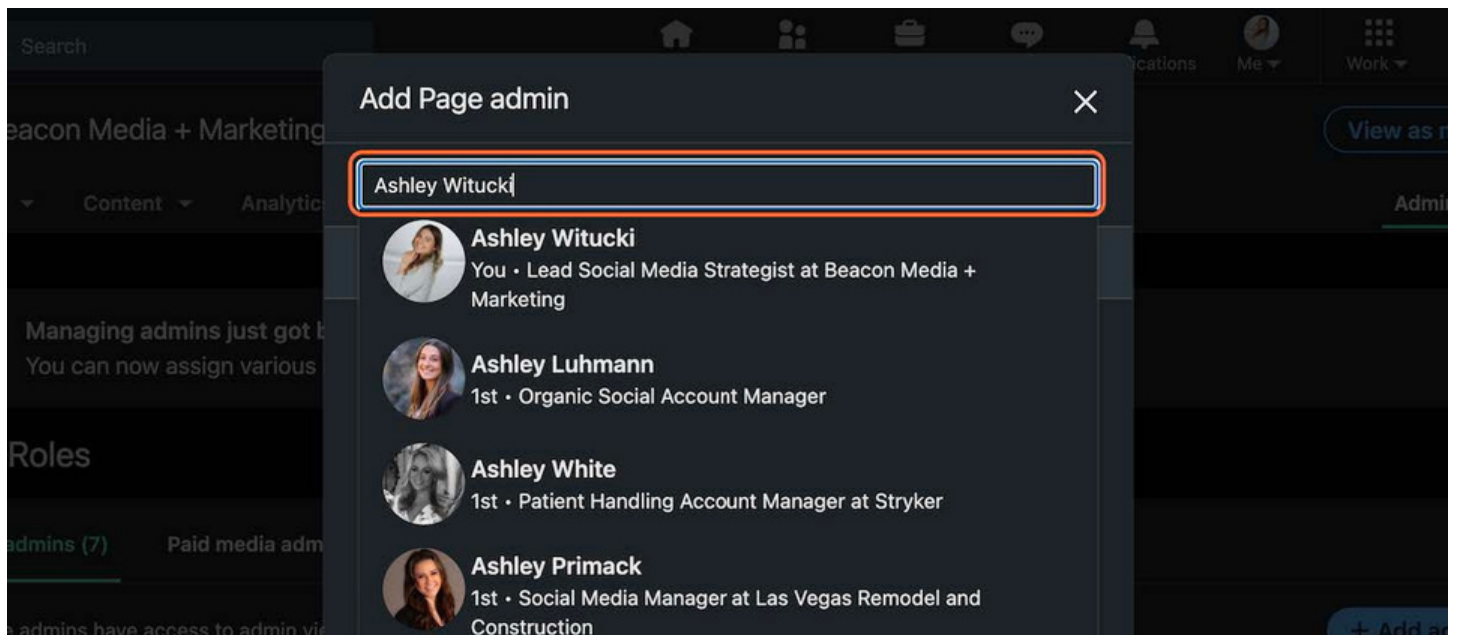 Search
ications
Me
Work
Add Page admin
eacon Media + Marketing
View as
Ashley Witucki
Content
Analytic
Admi
Ashley Witucki
You • Lead Social Media Strategist at Beacon Media +
Marketing
Ashley Luhmann
Managing admins just got b
You can now assign various
1st • Organic Social Account Manager
Roles
Ashley White
1st • Patient Handling Account Manager at Stryker
admins (7)
Paid media adm
Ashley Primack
1st • Social Media Manager at Las Vegas Remodel and
Construction
admins have access to admin vie
+ Add ad